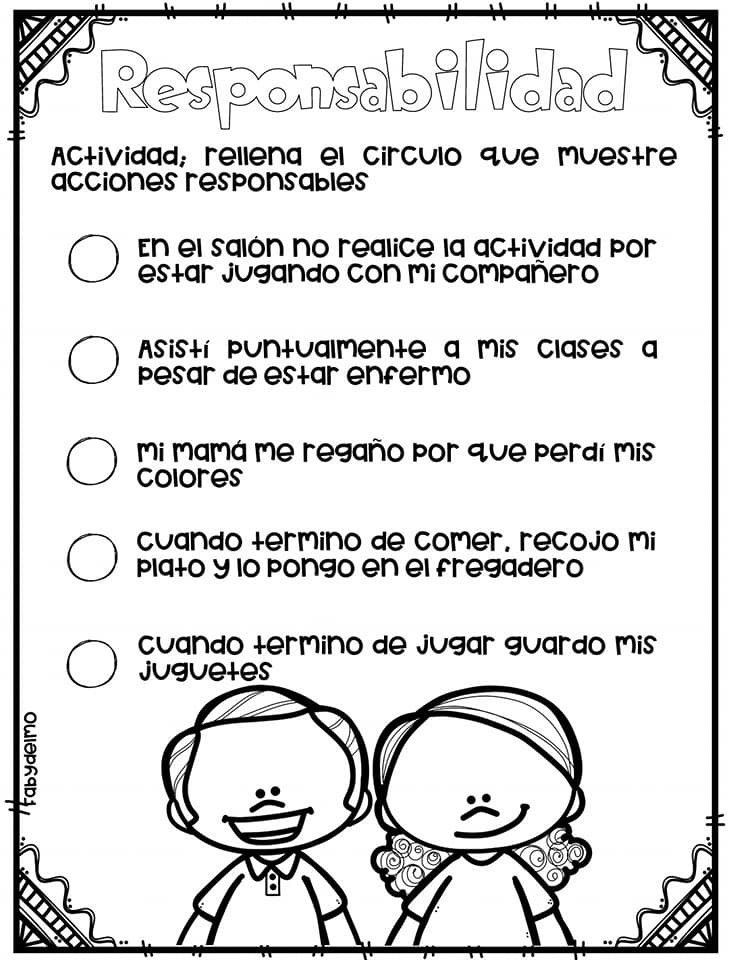 Responsabilidad
Actividad; rellena el circulo que muestre
acciones responsables
En el salón no realice la actividad por
estar jugando con mi compañero
Asistí puntualmente a mis clases a
pesar de estar enfermo
Mi mamá me regaño por que perdí mis
colores
Cuando termino de comer, recojo mi
plato y lo pongo en el fregadero
Cuando termino de jugar guardo mis
juguetes
fabydelmo